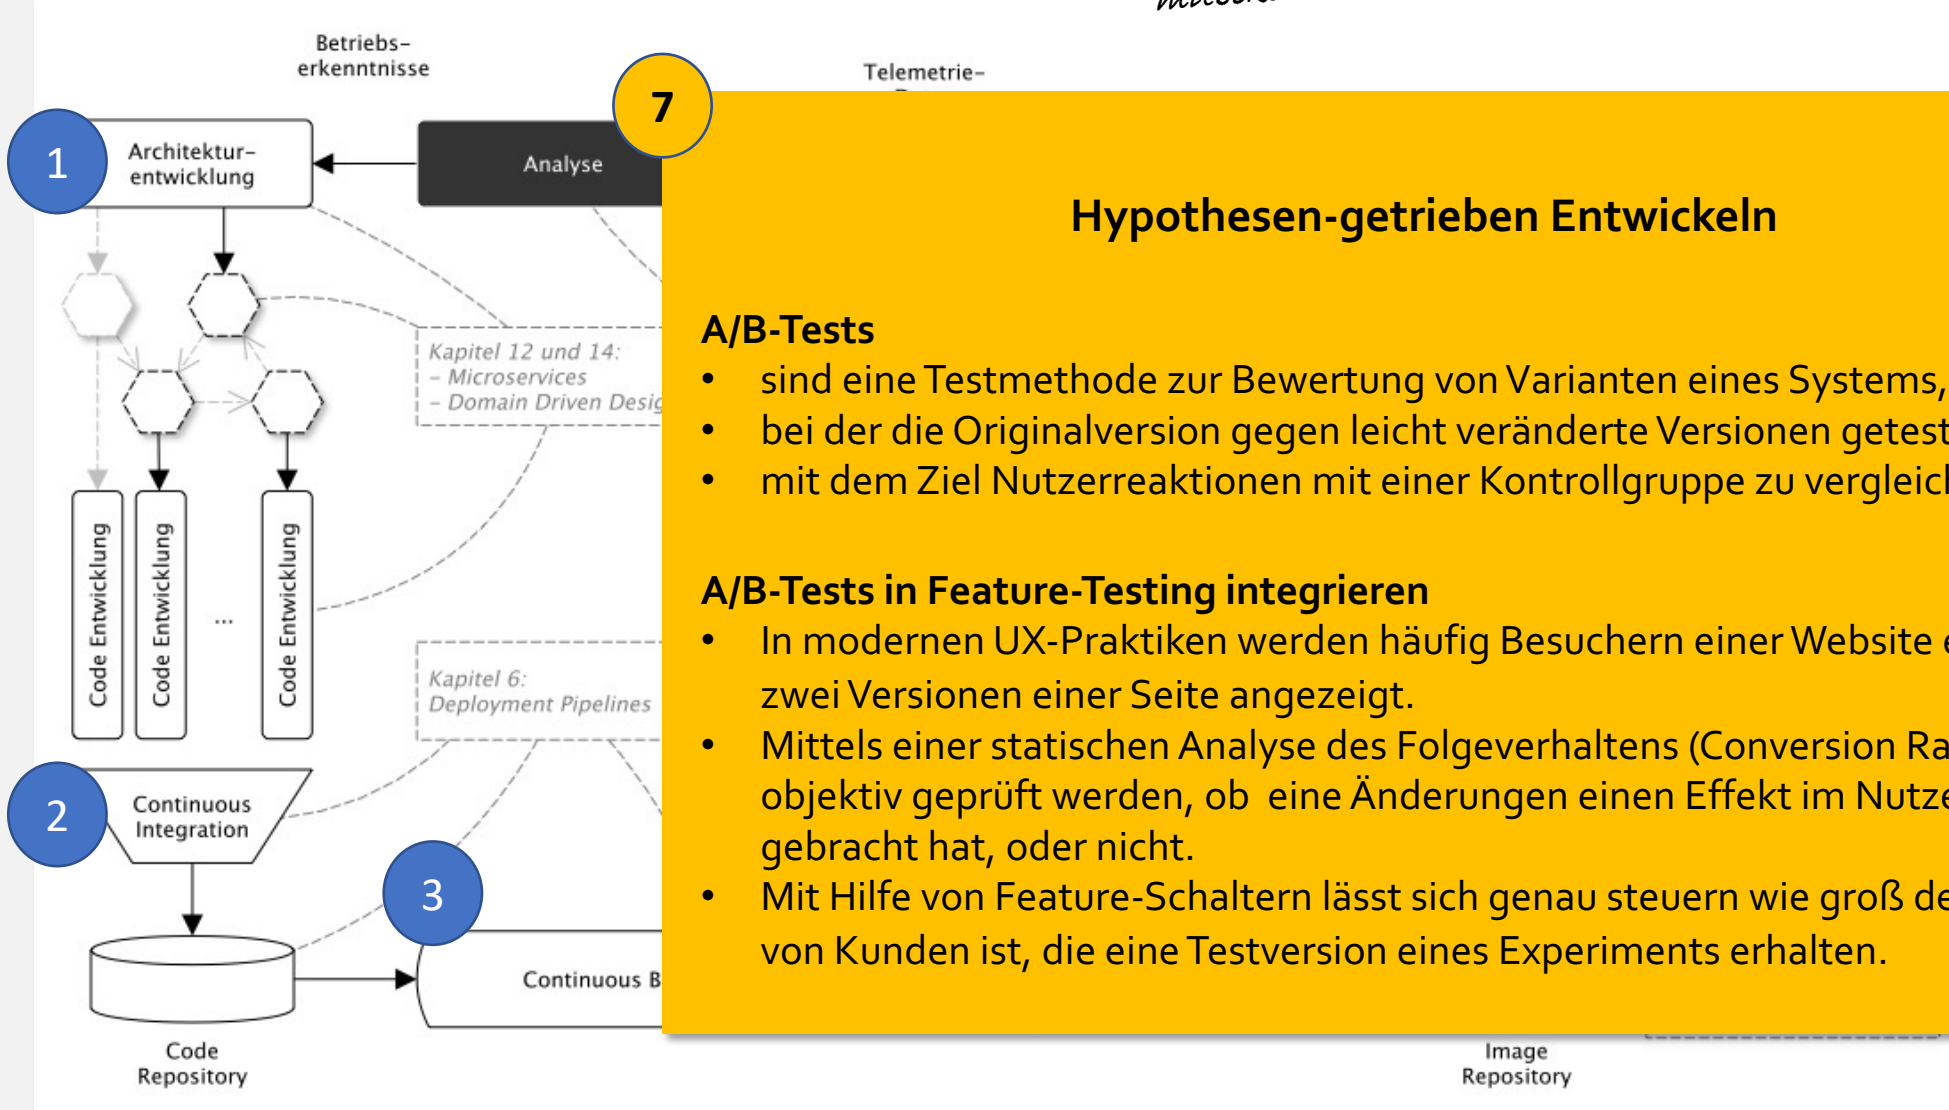 Betriebs-
erkenntnisse
Telemetrie-
7
1
Architektur-
entwicklung
Analyse
Hypothesen-getrieben Entwickeln
A/B-Tests
• sind eine Testmethode zur Bewertung von Varianten eines Systems,
• bei der die Originalversion gegen leicht veränderte Versionen getest
• mit dem Ziel Nutzerreaktionen mit einer Kontrollgruppe zu vergleich
Kapitel 12 und 14:
– Microservices
– Domain Driven Desig
A/B-Tests in Feature-Testing integrieren
• In modernen UX-Praktiken werden häufig Besuchern einer Website e
zwei Versionen einer Seite angezeigt.
• Mittels einer statischen Analyse des Folgeverhaltens (Conversion Ra
objektiv geprüft werden, ob eine Änderungen einen Effekt im Nutze
gebracht hat, oder nicht.
• Mit Hilfe von Feature-Schaltern lässt sich genau steuern wie groß de
von Kunden ist, die eine Testversion eines Experiments erhalten.
Code Entwicklung
Code Entwicklung
...
Code Entwicklung
Kapitel 6:
Deployment Pipelines
2
Continuous
Integration
3
Continuous B
Code
Repository
Image
Repository